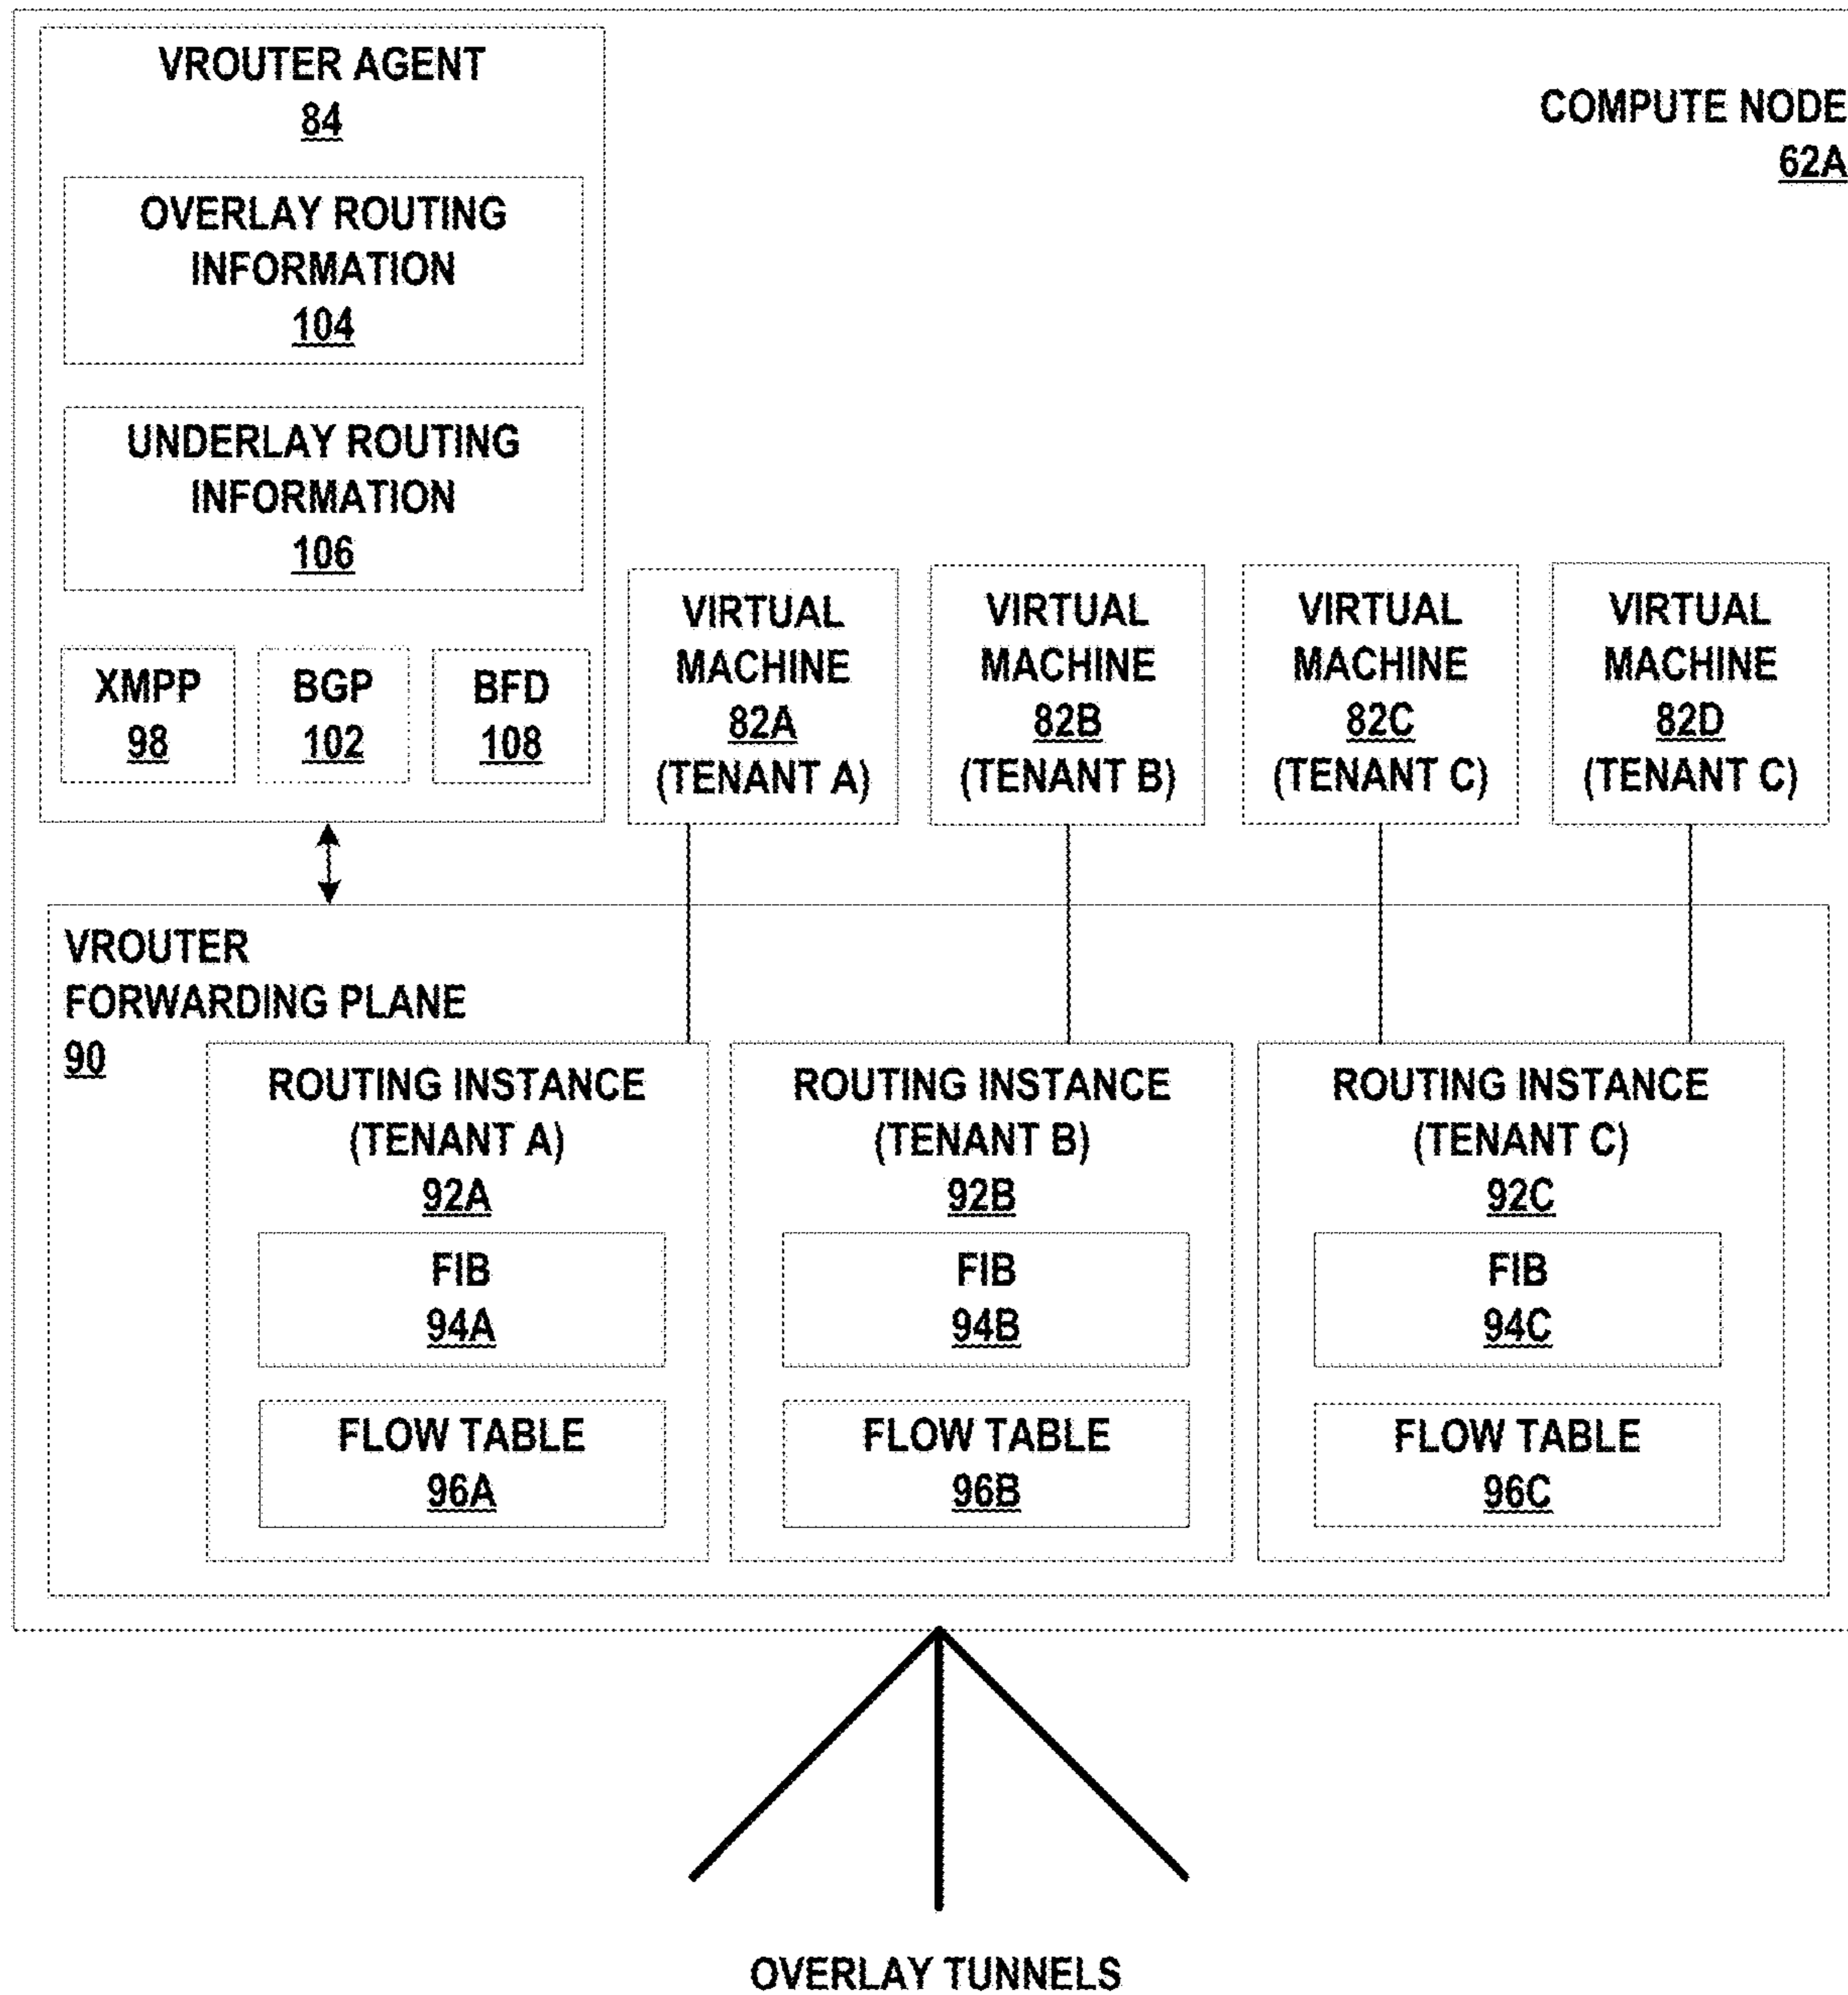 VROUTER AGENT
84
COMPUTE NODE
62A
OVERLAY ROUTING
INFORMATION
104
UNDERLAY ROUTING
INFORMATION
106
XMPP
98
BGP
102
BFD
108
VIRTUAL
MACHINE
82A
(TENANT A)
VIRTUAL
MACHINE
82B
(TENANT B)
VIRTUAL
MACHINE
82C
(TENANT C)
VIRTUAL
MACHINE
82D
(TENANT C)
VROUTER
FORWARDING PLANE
90
ROUTING INSTANCE
(TENANT A)
92A
FIB
94A
FLOW TABLE
96A
ROUTING INSTANCE
(TENANT B)
92B
FIB
94B
FLOW TABLE
96B
ROUTING INSTANCE
(TENANT C)
92C
FIB
94C
FLOW TABLE
96C
OVERLAY TUNNELS